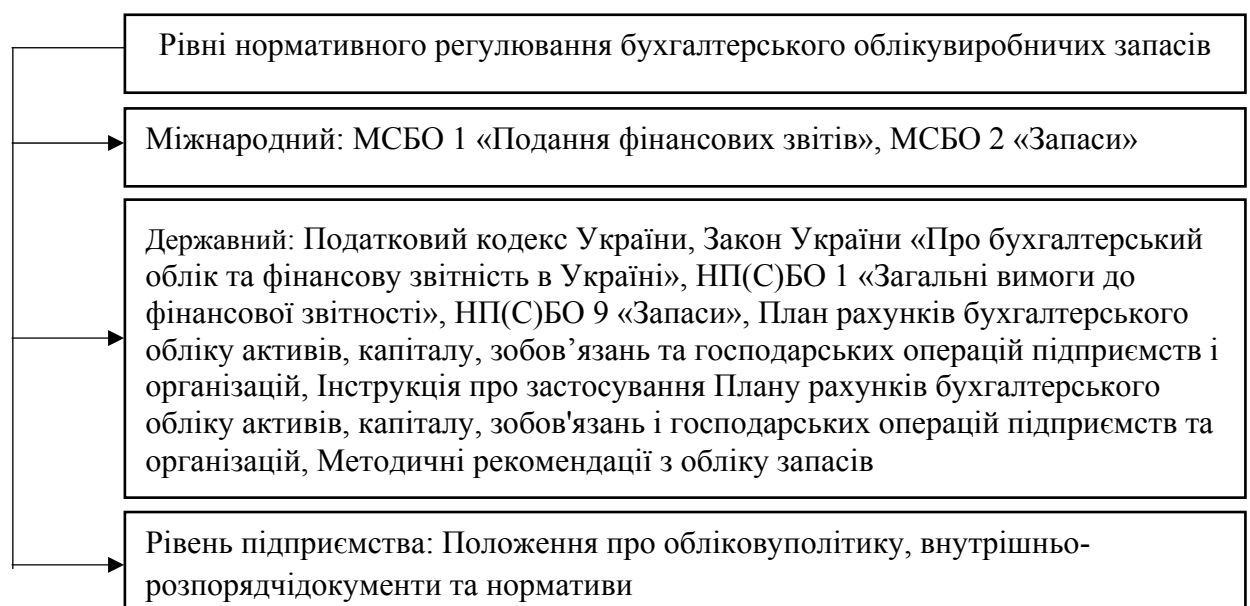 Рівні нормативного регулювання бухгалтерського облікувиробничих запасів
Міжнародний: МСБО 1 «Подання фінансових звітів», МСБО 2 «Запаси»
Державний: Податковий кодекс України, Закон України «Про бухгалтерський
облік та фінансову звітність в Україні», НП(С)БО 1 «Загальні вимоги до
фінансової звітності», НП(С)БО 9 «Запаси», План рахунків бухгалтерського
обліку активів, капіталу, зобов’язань та господарських операцій підприємств і
організацій, Інструкція про застосування Плану рахунків бухгалтерського
обліку активів, капіталу, зобов'язань і господарських операцій підприємств та
організацій, Методичні рекомендації з обліку запасів
Рівень підприємства: Положення про обліковуполітику, внутрішньо-
розпорядчідокументи та нормативи